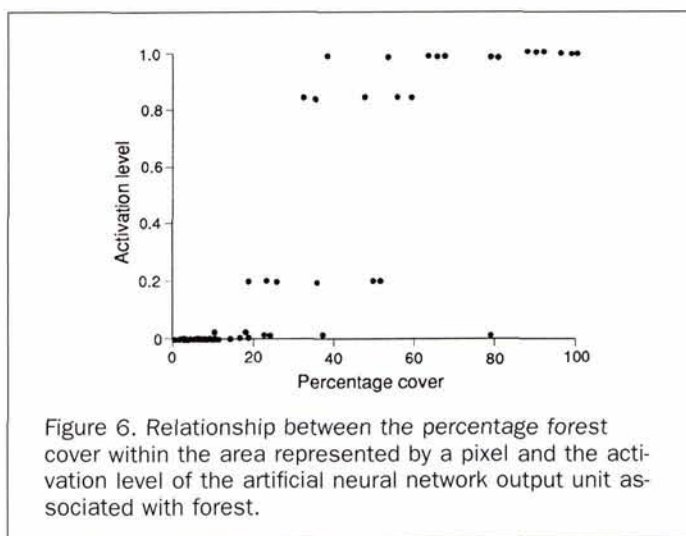 1.0
0.8
0.6
0.4
0.2
0
Activation level
0 20 40 60 80 100
Percentage cover
Figure 6. Relationship between the percentage forest
cover within the area represented by a pixel and the acti-
vation level of the artificial neural network output unit as-
sociated with forest.